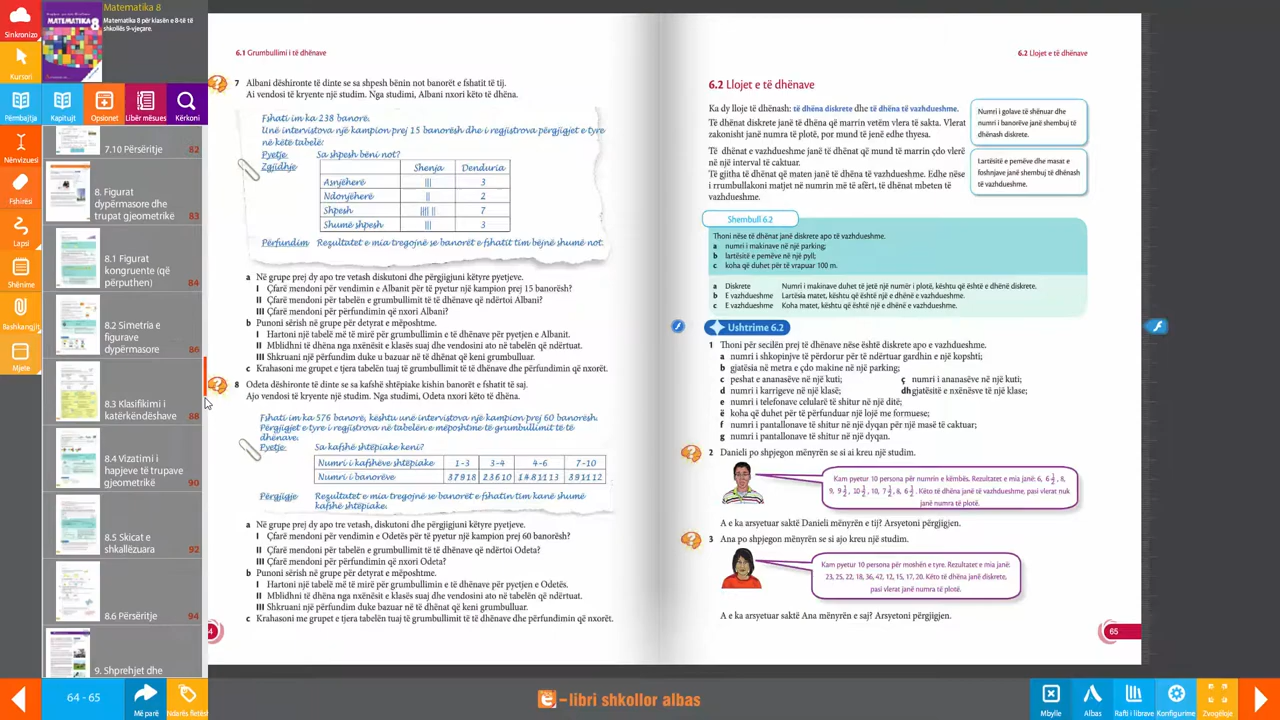 Matematika 8
Matematika 8 për klasën e 8-të të
shkollës 9-vjeçare.
MATEMATIKA 8
Sinkronizo
Kursori
Përmbajtja
Kapitujt
Opsionet
Libër mësues
Kërkoni
Nënvizuesi
Fshirësi
Lapsi
Shënime
Bashkangjit
Mjete
7.10 Përsëritje 82
8. Figurat
dypërmasore dhe
trupat gjeometrikë 83
8.1 Figurat
kongruente (që
përputhen) 84
8.2 Simetria e
figurave
dypërmasore 86
8.3 Klasifikimi i
katërkëndëshave 88
8.4 Vizatimi i
hapjeve të trupave
gjeometrikë 90
8.5 Skicat e
shkallëzuara 92
8.6 Përsëritje 94
9. Shprehjet dhe
6.1 Grumbullimi i të dhënave
7 Albani dëshironte të dinte se sa shpesh bënin not banorët e fshatit të tij.
Ai vendosi të kryente një studim. Nga studimi, Albani nxori këto të dhëna.
Fshati im ka 238 banorë.
Unë intervistova një kampion prej 15 banorësh dhe i regjistrova përgjigjet e tyre
në këtë tabelë:
Pyetje: Sa shpesh bëni not?
Zgjidhje Shenja Denduria
Asnjëherë ||| 3
Ndonjëherë || 2
Shpesh |||| || 7
Shumë shpesh ||| 3
Përfundim Rezultatet e mia tregojnë se banorët e fshatit tim bëjnë shumë not.
a Në grupe prej dy apo tre vetash diskutoni dhe përgjigjuni këtyre pyetjeve.
I Çfarë mendoni për vendimin e Albanit për të pyetur një kampion prej 15 banorësh?
II Çfarë mendoni për tabelën e grumbullimit të të dhënave që ndërtoi Albani?
III Çfarë mendoni për përfundimin që nxori Albani?
b Punoni sërish në grupe për detyrat e mëposhtme.
I Hartoni një tabelë më të mirë për grumbullimin e të dhënave për pyetjen e Albanit.
II Mblidhni të dhëna nga nxënësit e klasës suaj dhe vendosini ato në tabelën që ndërtuat.
III Shkruani një përfundim duke u bazuar në të dhënat që keni grumbulluar.
c Krahasoni me grupet e tjera tabelën tuaj të grumbullimit të të dhënave dhe përfundimin që nxorët.
8 Odeta dëshironte të dinte se sa kafshë shtëpiake kishin banorët e fshatit të saj.
Ajo vendosi të kryente një studim. Nga studimi, Odeta nxori këto të dhëna.
Fshati im ka 576 banorë, kështu unë intervistova një kampion prej 60 banorësh.
Përgjigjet e tyre i regjistrova në tabelën e mëposhtme të grumbullimit të të
dhënave.
Pyetje: Sa kafshë shtëpiake keni?
Numri i kafshëve shtëpiake 1-3 3-4 4-6 7-10
Numri i banorëve
Përgjigje Rezultatet e mia tregojnë se banorët e fshatin tim kanë shumë
kafshë shtëpiake.
a Në grupe prej dy apo tre vetash, diskutoni dhe përgjigjuni këtyre pyetjeve.
I Çfarë mendoni për vendimin e Odetës për të pyetur një kampion prej 60 banorësh?
II Çfarë mendoni për tabelën e grumbullimit të të dhënave që ndërtoi Odeta?
III Çfarë mendoni për përfundimin që nxori Odeta?
b Punoni sërish në grupe për detyrat e mëposhtme.
I Hartoni një tabelë më të mirë për grumbullimin e të dhënave për pyetjen e Odetës.
II Mblidhni të dhëna nga nxënësit e klasës suaj dhe vendosini ato në tabelën që ndërtuat.
III Shkruani një përfundim duke u bazuar në të dhënat që keni grumbulluar.
c Krahasoni me grupet e tjera tabelën tuaj të grumbullimit të të dhënave dhe përfundimin që nxorët.
4
6.2 Llojet e të dhënave
6.2 Llojet e të dhënave
Ka dy lloje të dhënash: të dhëna diskrete dhe të dhëna të vazhdueshme.
Të dhënat diskrete janë të dhëna që marrin vetëm vlera të sakta. Vlerat
zakonisht janë numra të plotë, por mund të jenë edhe thyesa.
Të dhënat e vazhdueshme janë të dhënat që mund të marrin çdo vlerë
në një interval të caktuar.
Të gjitha të dhënat që maten janë të dhëna të vazhdueshme. Edhe nëse
i rrumbullakoni matjet në numrin më të afërt, të dhënat mbeten të
vazhdueshme.
Numri i golave të shënuar dhe
numri i banorëve janë shembuj të
dhënash diskrete.
Lartësitë e pemëve dhe masat e
foshnjave janë shembuj të dhënash
të vazhdueshme.
Shembull 6.2
Thoni nëse të dhënat janë diskrete apo të vazhdueshme.
a numri i makinave në një parking;
b lartësitë e pemëve në një pyll;
c koha që duhet për të vrapuar 100 m.
a Diskrete Numri i makinave duhet të jetë një numër i plotë, kështu që është e dhënë diskrete.
b E vazhdueshme Lartësia matet, kështu që është një e dhënë e vazhdueshme.
c E vazhdueshme Koha matet, kështu që është një e dhënë e vazhdueshme.
Ushtrime 6.2
1 Thoni për secilën prej të dhënave nëse është diskrete apo e vazhdueshme.
a numri i shkopinjve të përdorur për të ndërtuar gardhin e një kopshti;
b gjatësia në metra e çdo makine në një parking;
c peshat e ananasëve në një kuti; ç numri i ananasëve në një kuti;
d numri i karrigeve në një klasë; dh gjatësitë e nxënësve të një klase;
e numri i telefonave celularë të shitur në një ditë;
ë koha që duhet për të përfunduar një lojë me formuese;
f numri i pantallonave të shitur në një dyqan për një masë të caktuar;
g numri i pantallonave të shitur në një dyqan.
2 Danieli po shpjegon mënyrën se si ai kreu një studim.
Kam pyetur 10 persona për numrin e këmbës. Rezultatet e mia janë: 6, 6 1/2, 8,
9, 9 1/2, 10 1/2, 10, 7 1/2, 8, 6 1/2. Këto të dhëna janë të vazhdueshme, pasi vlerat nuk
janë numra të plotë.
A e ka arsyetuar saktë Danieli mënyrën e tij? Arsyetoni përgjigjen.
3 Ana po shpjegon mënyrën se si ajo kreu një studim.
Kam pyetur 10 persona për moshën e tyre. Rezultatet e mia janë:
23, 25, 22, 18, 36, 42, 12, 15, 17, 20. Këto të dhëna janë diskrete,
pasi vlerat janë numra të plotë.
A e ka arsyetuar saktë Ana mënyrën e saj? Arsyetoni përgjigjen.
65
64 - 65
Më parë
Ndarës fletësh
e-libri shkollor albas
Mbylle
Albas
Rafti i librave
Konfigurime
Zvogëloje